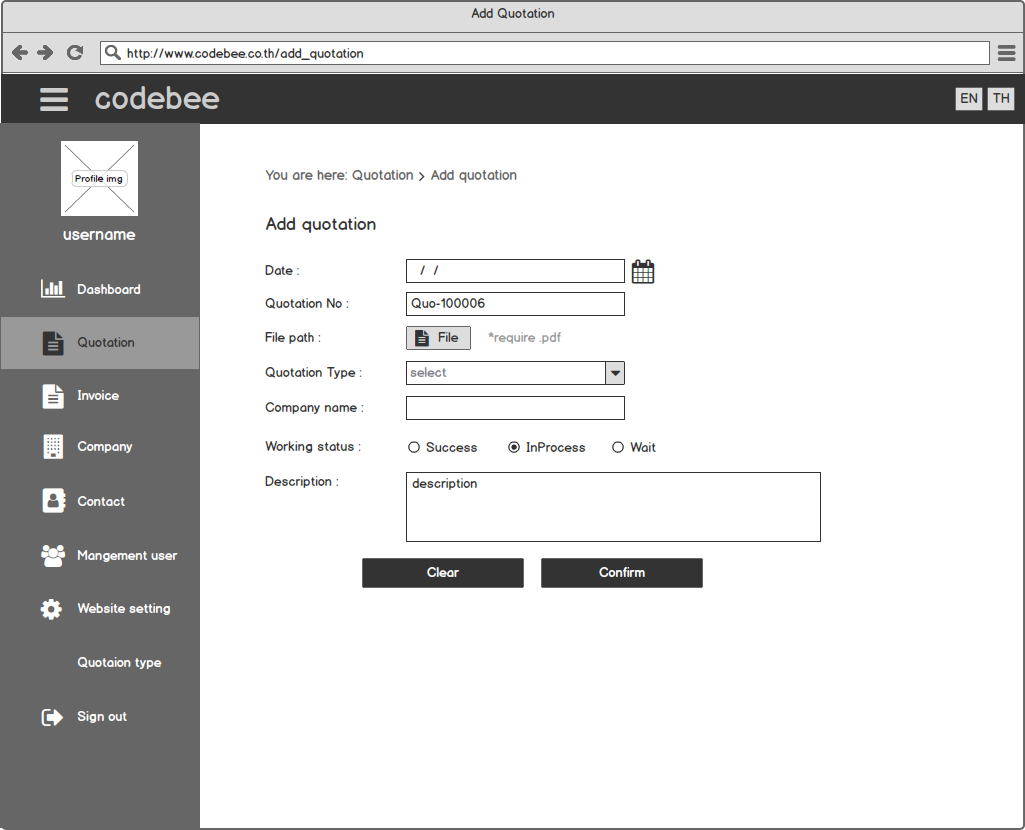 Add Quotation
http://www.codebee.co.th/add_quotation
codebee
EN TH
Profile img
username
Dashboard
Quotation
Invoice
Company
Contact
Mangement user
Website setting
Quotaion type
Sign out
You are here: Quotation > Add quotation
Add quotation
Date : / /
Quotation No : Quo-100006
File path : File *require .pdf
Quotation Type : select
Company name :
Working status : Success InProcess Wait
Description : description
Clear Confirm